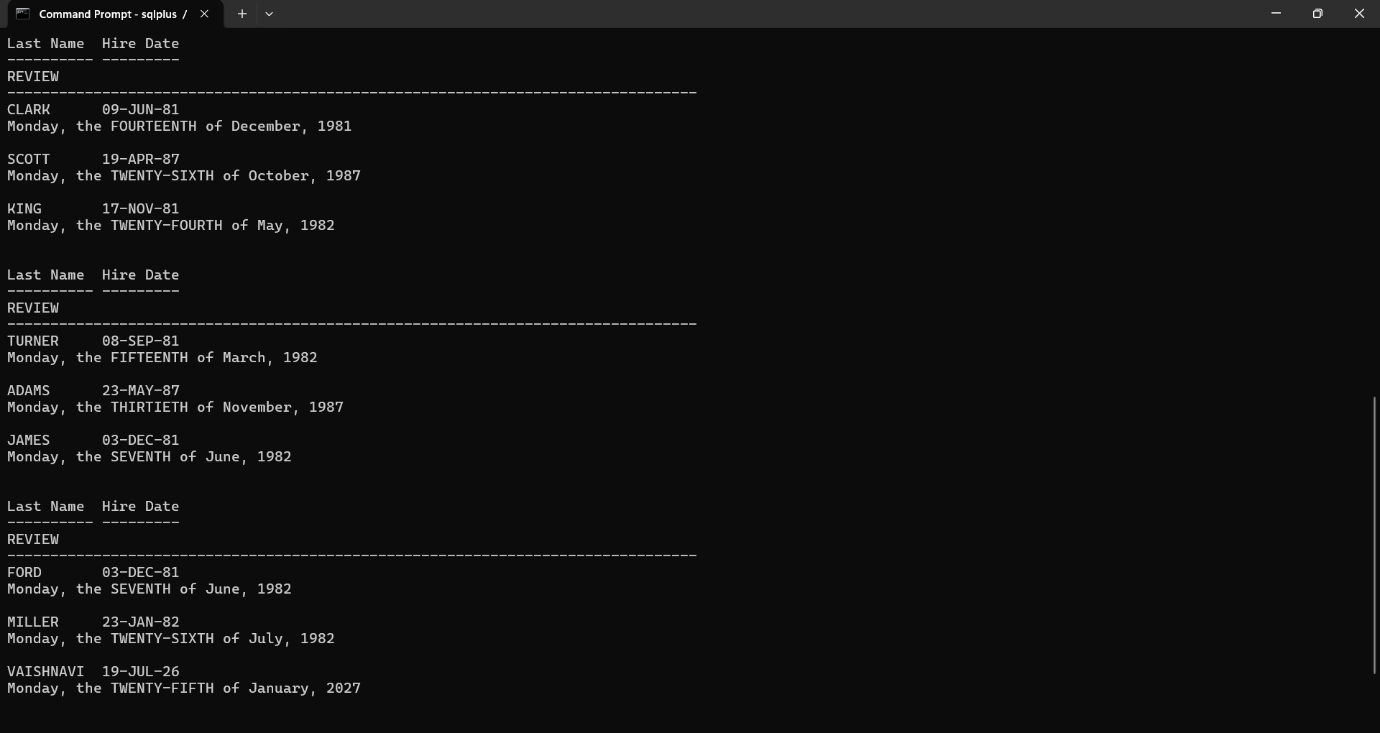 Command Prompt - sqlplus /
Last Name  Hire Date
---------- ---------
REVIEW
--------------------------------------------------------------------------------
CLARK      09-JUN-81
Monday, the FOURTEENTH of December, 1981
SCOTT      19-APR-87
Monday, the TWENTY-SIXTH of October, 1987
KING       17-NOV-81
Monday, the TWENTY-FOURTH of May, 1982
Last Name  Hire Date
---------- ---------
REVIEW
--------------------------------------------------------------------------------
TURNER     08-SEP-81
Monday, the FIFTEENTH of March, 1982
ADAMS      23-MAY-87
Monday, the THIRTIETH of November, 1987
JAMES      03-DEC-81
Monday, the SEVENTH of June, 1982
Last Name  Hire Date
---------- ---------
REVIEW
--------------------------------------------------------------------------------
FORD       03-DEC-81
Monday, the SEVENTH of June, 1982
MILLER     23-JAN-82
Monday, the TWENTY-SIXTH of July, 1982
VAISHNAVI  19-JUL-26
Monday, the TWENTY-FIFTH of January, 2027